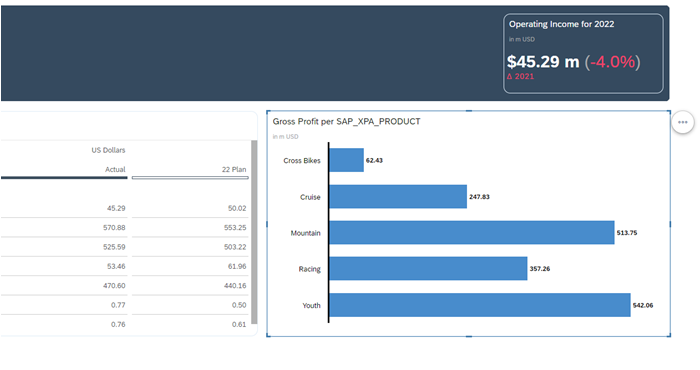 Operating Income for 2022
in m USD
$45.29 m (-4.0%)
Δ 2021
US Dollars
Actual 22 Plan
45.29 50.02
570.88 553.25
525.59 503.22
53.46 61.96
470.60 440.16
0.77 0.50
0.76 0.61
Gross Profit per SAP_XPA_PRODUCT
in m USD
Cross Bikes 62.43
Cruise 247.83
Mountain 513.75
Racing 357.26
Youth 542.06